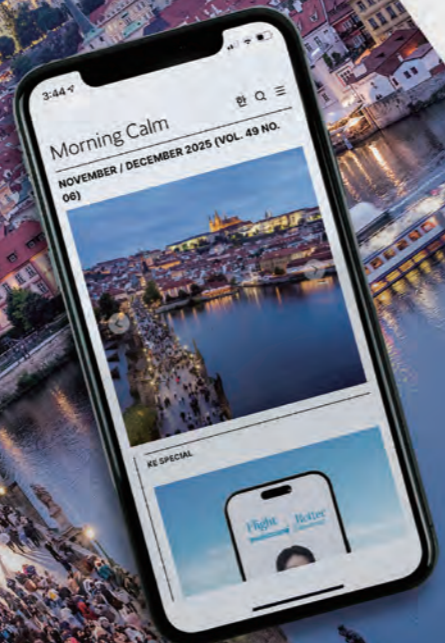 3:44
한
Morning Calm
NOVEMBER / DECEMBER 2025 (VOL. 49 NO.
06)
KE SPECIAL
Flight Better